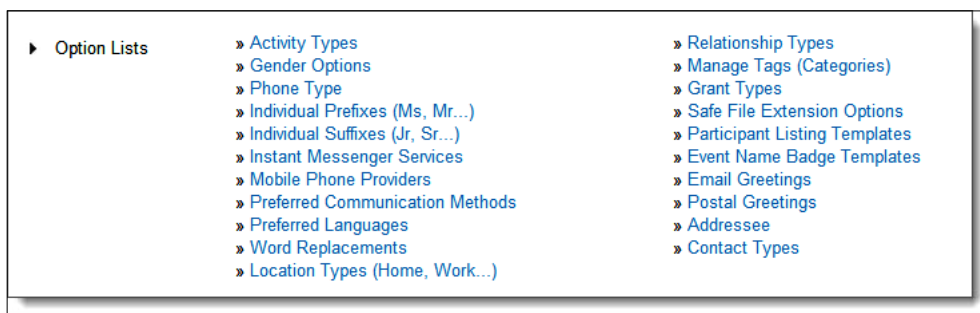 Option Lists
» Activity Types
» Gender Options
» Phone Type
» Individual Prefixes (Ms, Mr...)
» Individual Suffixes (Jr, Sr...)
» Instant Messenger Services
» Mobile Phone Providers
» Preferred Communication Methods
» Preferred Languages
» Word Replacements
» Location Types (Home, Work...)
» Relationship Types
» Manage Tags (Categories)
» Grant Types
» Safe File Extension Options
» Participant Listing Templates
» Event Name Badge Templates
» Email Greetings
» Postal Greetings
» Addressee
» Contact Types